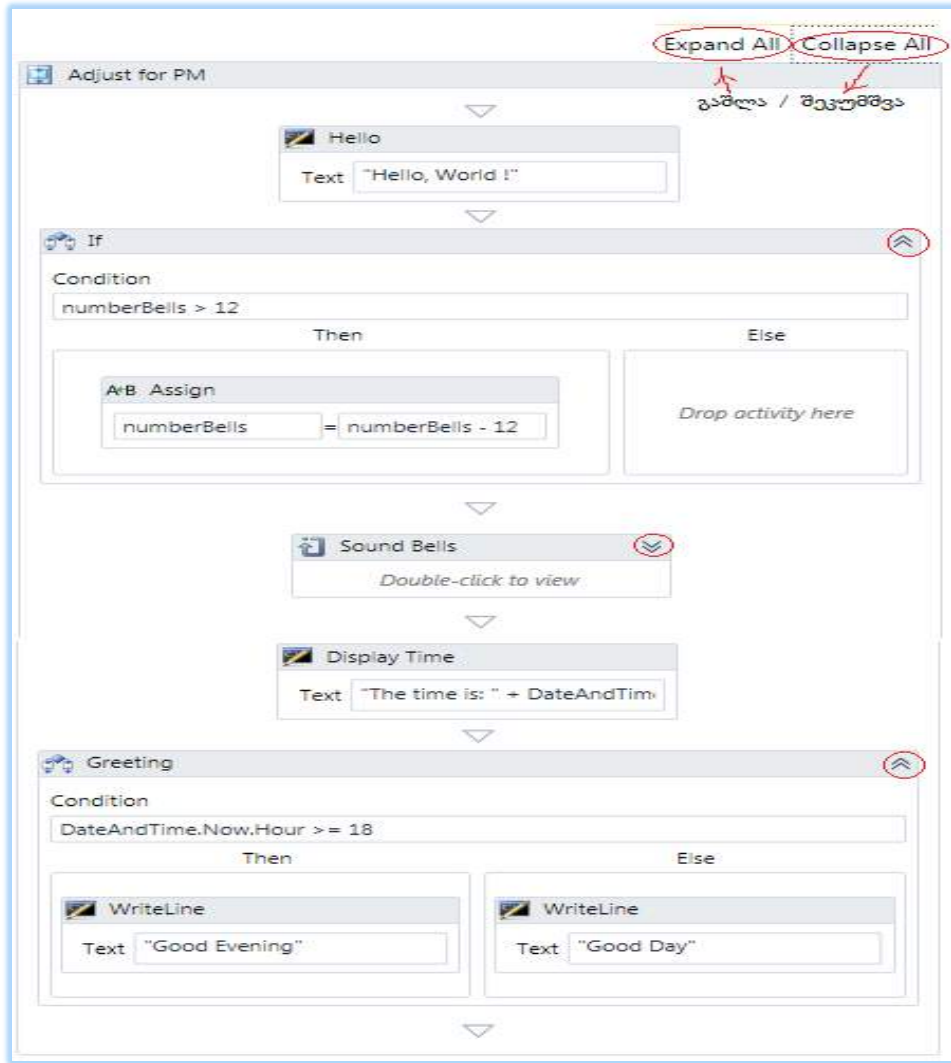 Expand All Collapse All
Adjust for PM
გაშლა / შეკუმშვა
Hello
Text "Hello, World !"
If
Condition
numberBells > 12
Then Else
A+B Assign
numberBells = numberBells - 12
Drop activity here
Sound Bells
Double-click to view
Display Time
Text "The time is: " + DateAndTim
Greeting
Condition
DateAndTime.Now.Hour >= 18
Then Else
WriteLine WriteLine
Text "Good Evening" Text "Good Day"